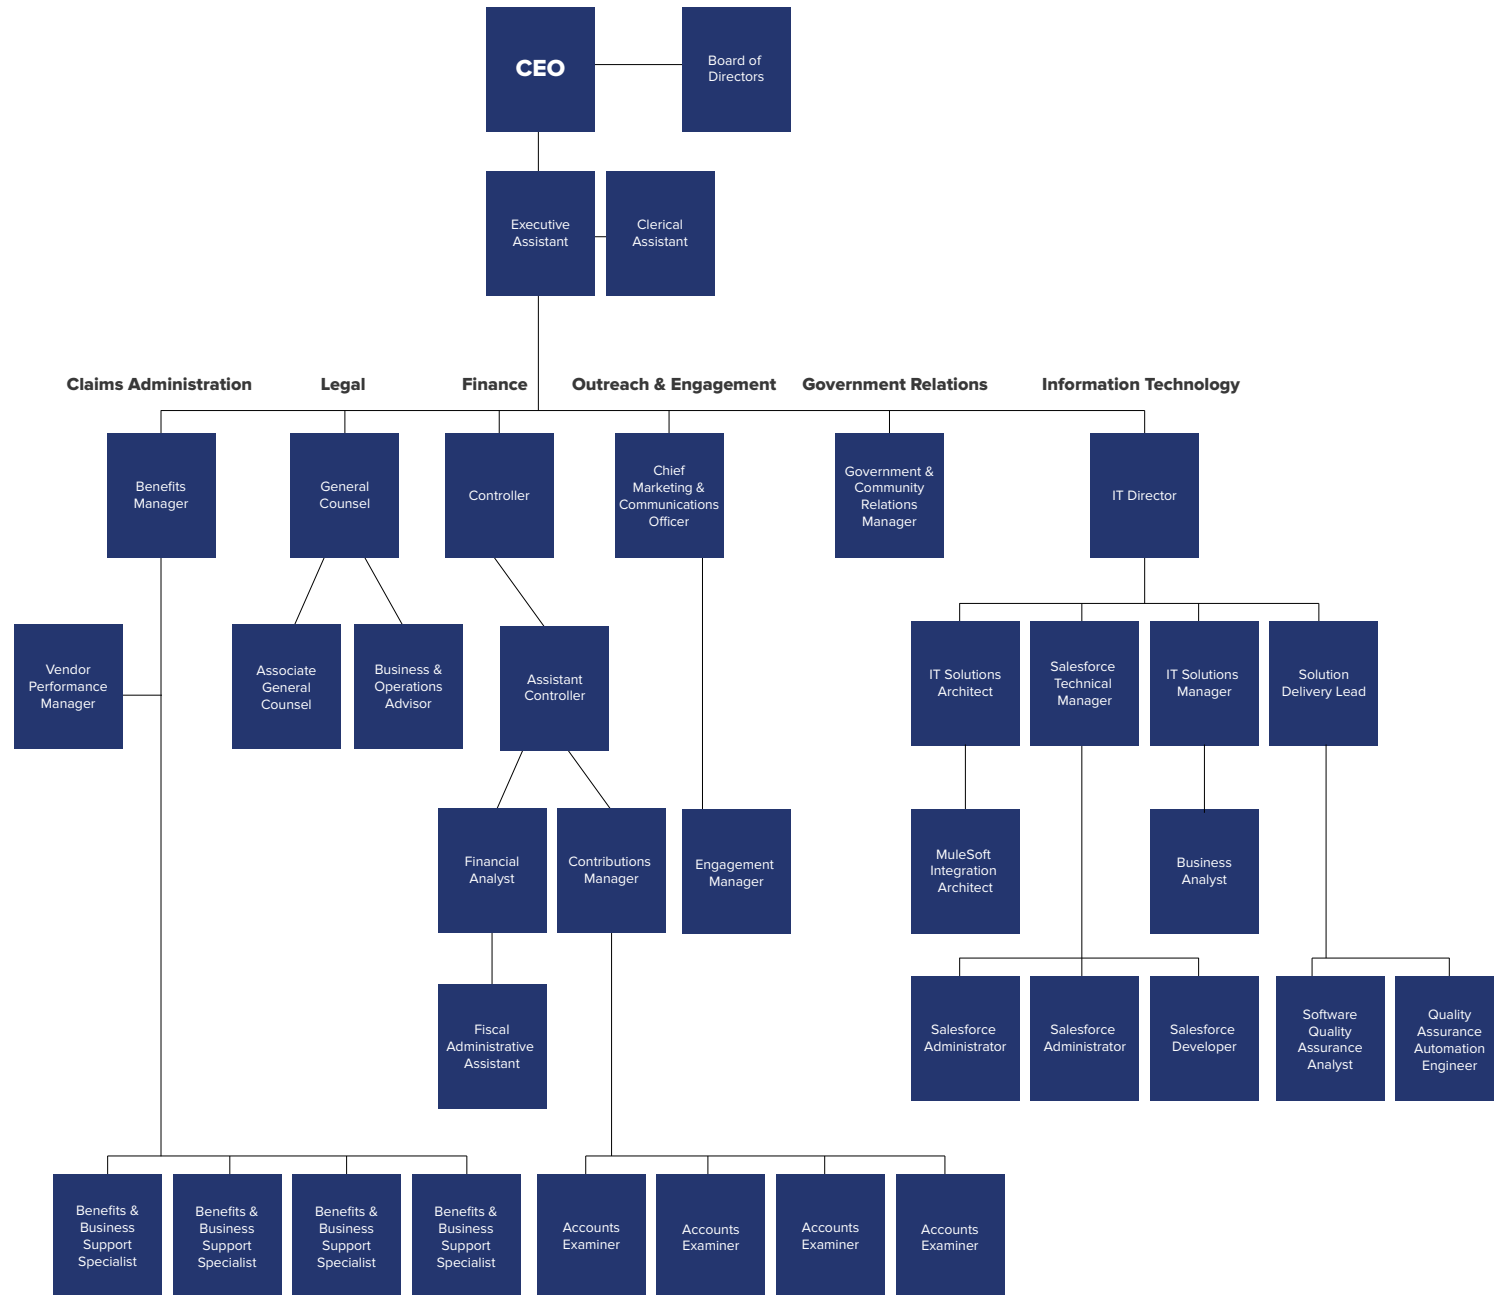 CEO
Board of
Directors
Executive
Assistant
Clerical
Assistant
Claims Administration
Legal
Finance
Outreach & Engagement
Government Relations
Information Technology
Benefits
Manager
General
Counsel
Controller
Chief
Marketing &
Communications
Officer
Government &
Community
Relations
Manager
IT Director
Vendor
Performance
Manager
Associate
General
Counsel
Business &
Operations
Advisor
Assistant
Controller
IT Solutions
Architect
Salesforce
Technical
Manager
IT Solutions
Manager
Solution
Delivery Lead
Financial
Analyst
Contributions
Manager
Engagement
Manager
MuleSoft
Integration
Architect
Business
Analyst
Fiscal
Administrative
Assistant
Salesforce
Administrator
Salesforce
Administrator
Salesforce
Developer
Software
Quality
Assurance
Analyst
Quality
Assurance
Automation
Engineer
Benefits &
Business
Support
Specialist
Benefits &
Business
Support
Specialist
Benefits &
Business
Support
Specialist
Benefits &
Business
Support
Specialist
Accounts
Examiner
Accounts
Examiner
Accounts
Examiner
Accounts
Examiner